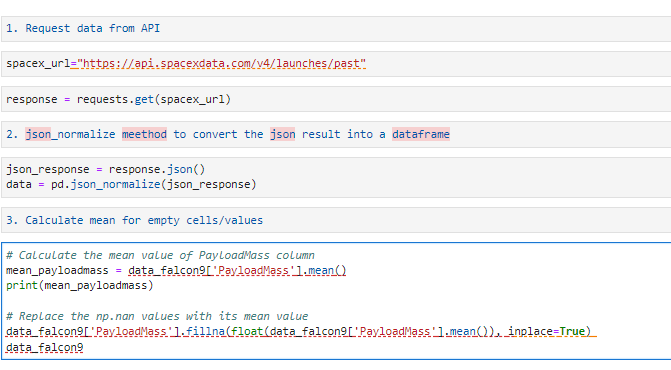 1. Request data from API
spacex_url="https://api.spacexdata.com/v4/launches/past"
response = requests.get(spacex_url)
2. json_normalize meethod to convert the json result into a dataframe
json_response = response.json()
data = pd.json_normalize(json_response)
3. Calculate mean for empty cells/values
# Calculate the mean value of PayloadMass column
mean_payloadmass = data_falcon9['PayloadMass'].mean()
print(mean_payloadmass)
# Replace the np.nan values with its mean value
data_falcon9['PayloadMass'].fillna(float(data_falcon9['PayloadMass'].mean()), inplace=True)
data_falcon9